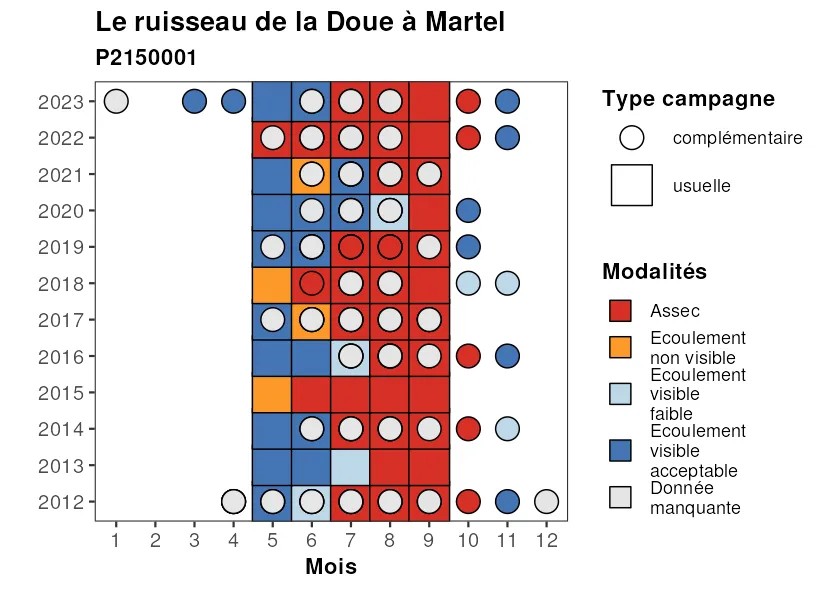 Le ruisseau de la Doue à Martel
P2150001
2023
2022
2021
2020
2019
2018
2017
2016
2015
2014
2013
2012
1 2 3 4 5 6 7 8 9 10 11 12
Mois
Type campagne
complémentaire
usuelle
Modalités
Assec
Ecoulement
non visible
Ecoulement
visible
faible
Ecoulement
visible
acceptable
Donnée
manquante